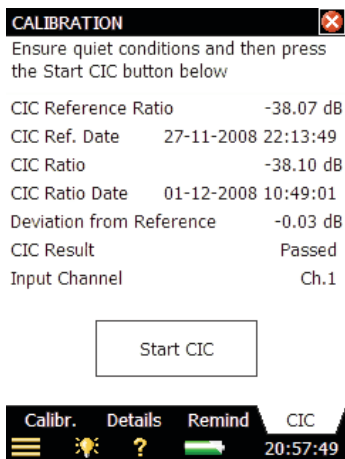 CALIBRATION
Ensure quiet conditions and then press
the Start CIC button below
CIC Reference Ratio -38.07 dB
CIC Ref. Date 27-11-2008 22:13:49
CIC Ratio -38.10 dB
CIC Ratio Date 01-12-2008 10:49:01
Deviation from Reference -0.03 dB
CIC Result Passed
Input Channel Ch.1
Start CIC
Calibr. Details Remind CIC
? 20:57:49